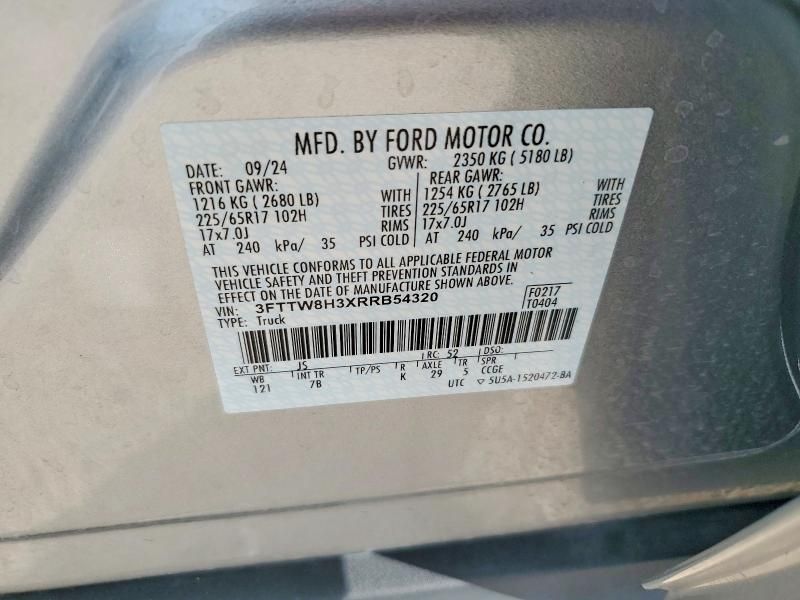 MFD. BY FORD MOTOR CO.
DATE: 09/24 GVWR: 2350 KG ( 5180 LB)
FRONT GAWR: REAR GAWR:
1216 KG ( 2680 LB) WITH 1254 KG ( 2765 LB) WITH
225/65R17 102H TIRES 225/65R17 102H TIRES
17x7.0J RIMS 17x7.0J RIMS
AT 240 kPa/ 35 PSI COLD AT 240 kPa/ 35 PSI COLD
THIS VEHICLE CONFORMS TO ALL APPLICABLE FEDERAL MOTOR
VEHICLE SAFETY AND THEFT PREVENTION STANDARDS IN
EFFECT ON THE DATE OF MANUFACTURE SHOWN ABOVE.
VIN: 3FTTW8H3XRRB54320 F0217
TYPE: Truck T0404
EXT PNT: JS RC: 52 DSO:
WB INT TR TP/PS R AXLE TR SPR
121 7B K 29 5 CCGE
UTC ▽ 5U5A-1520472-BA